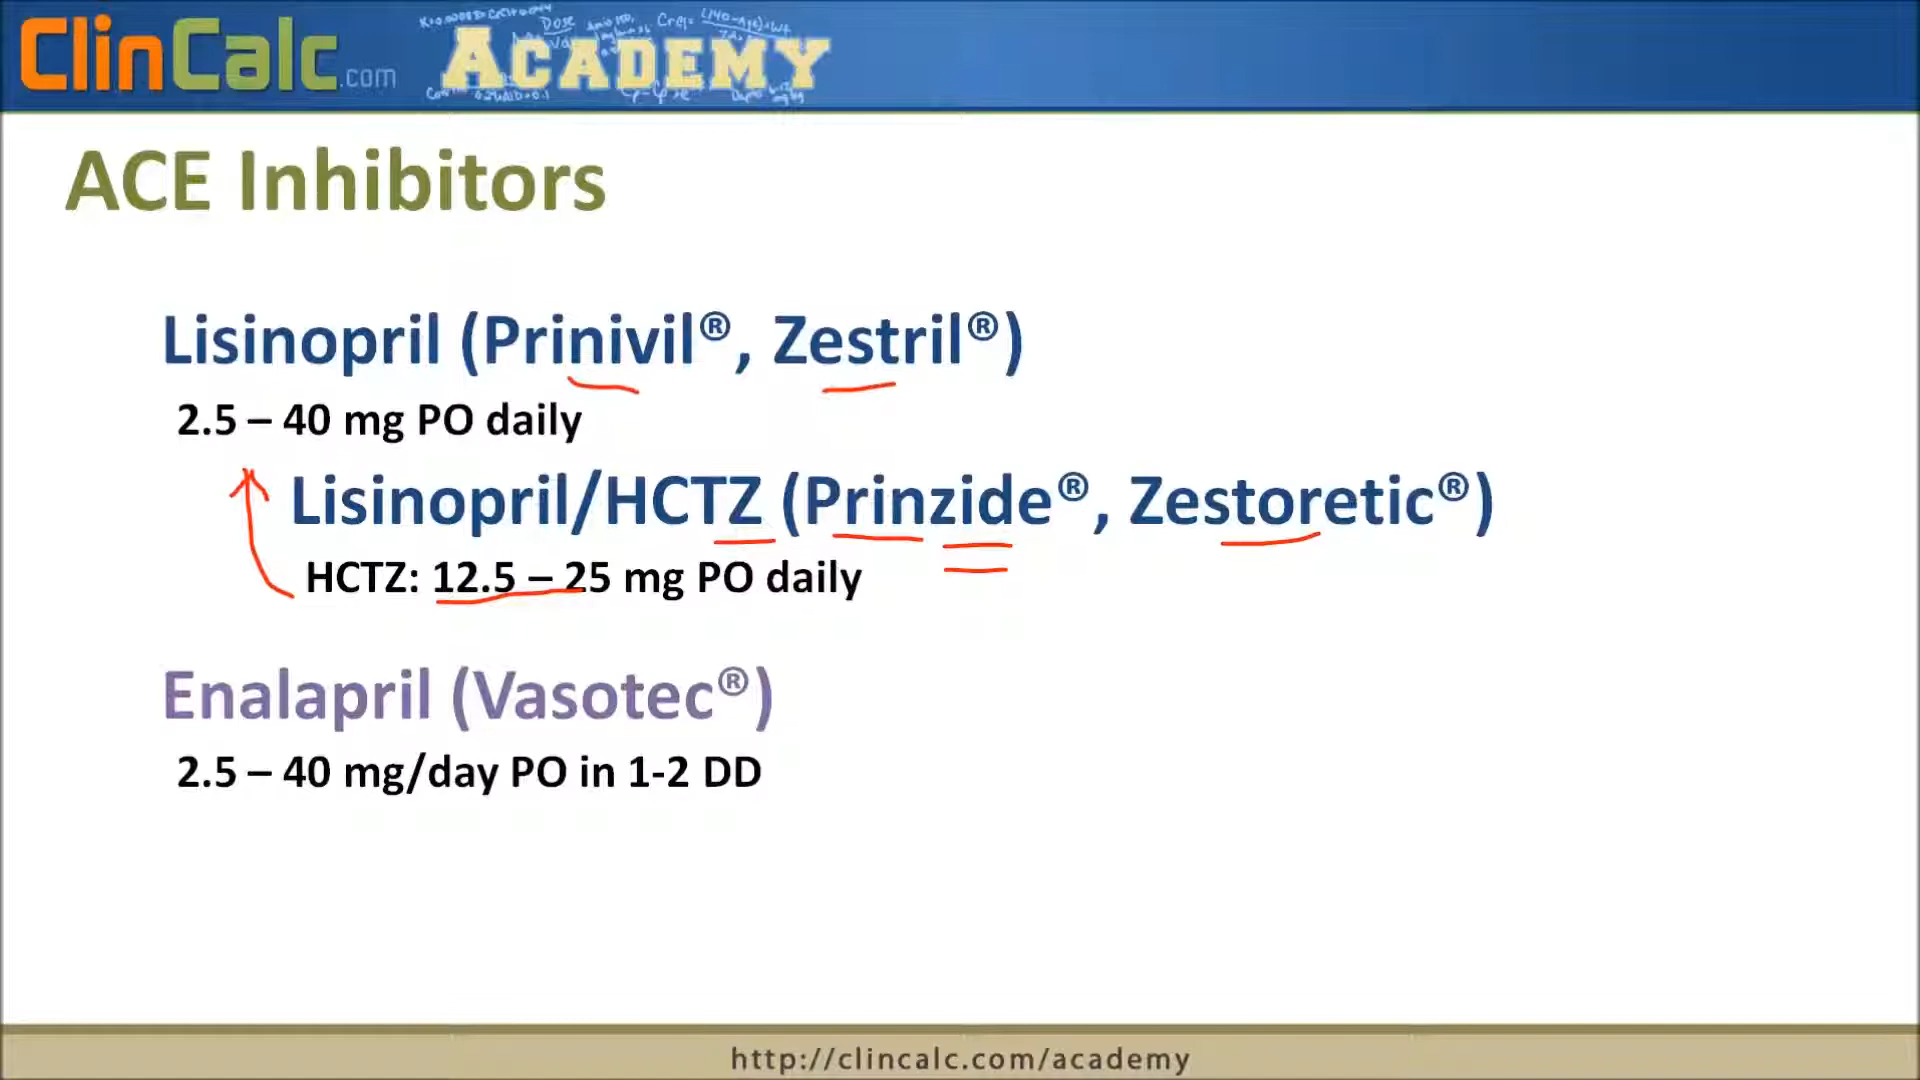 ClinCalc.com ACADEMY
ACE Inhibitors
Lisinopril (Prinivil®, Zestril®)
2.5 – 40 mg PO daily
Lisinopril/HCTZ (Prinzide®, Zestoretic®)
HCTZ: 12.5 – 25 mg PO daily
Enalapril (Vasotec®)
2.5 – 40 mg/day PO in 1-2 DD
http://clincalc.com/academy